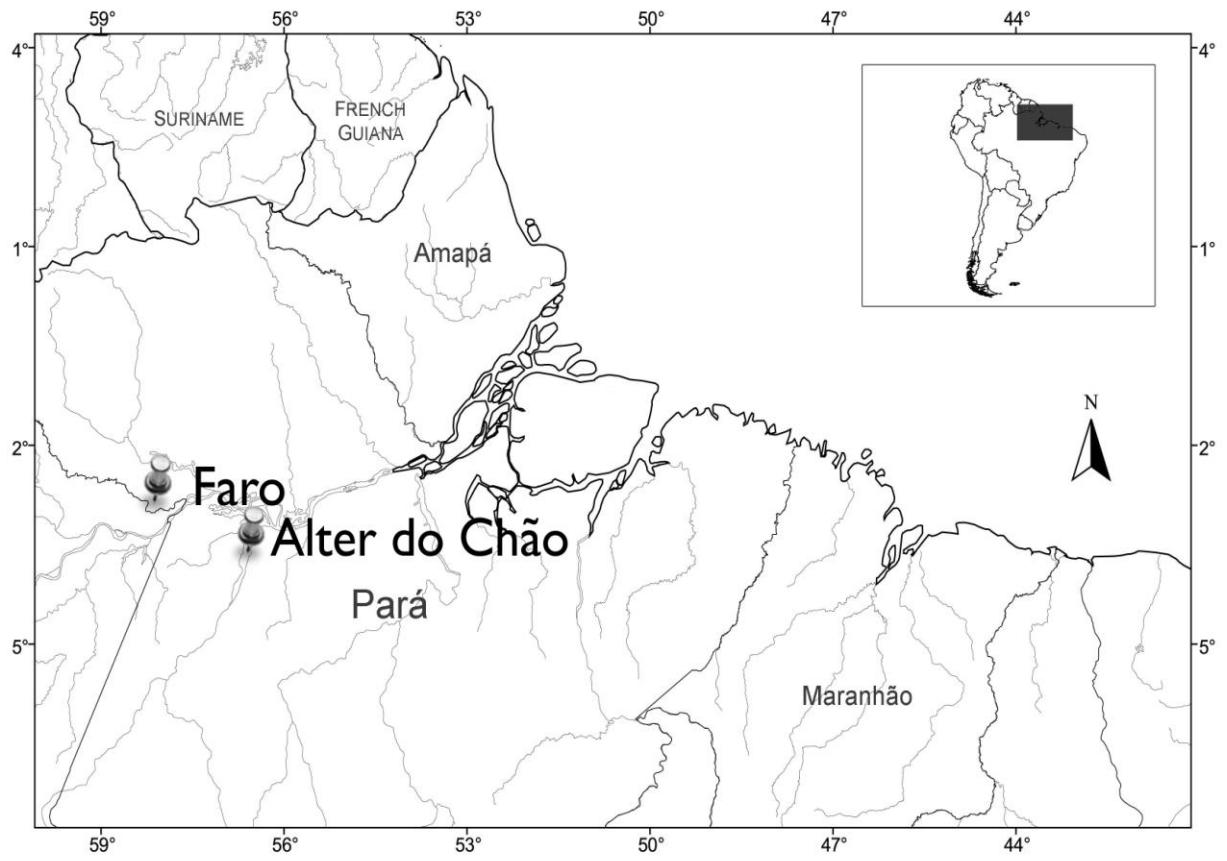 59° 56° 53° 50° 47° 44°
4° 4°
SURINAME
FRENCH
GUIANA
1° Amapá 1°
N
2° 2°
Faro
Alter do Chão
Pará
5° 5°
Maranhão
59° 56° 53° 50° 47° 44°